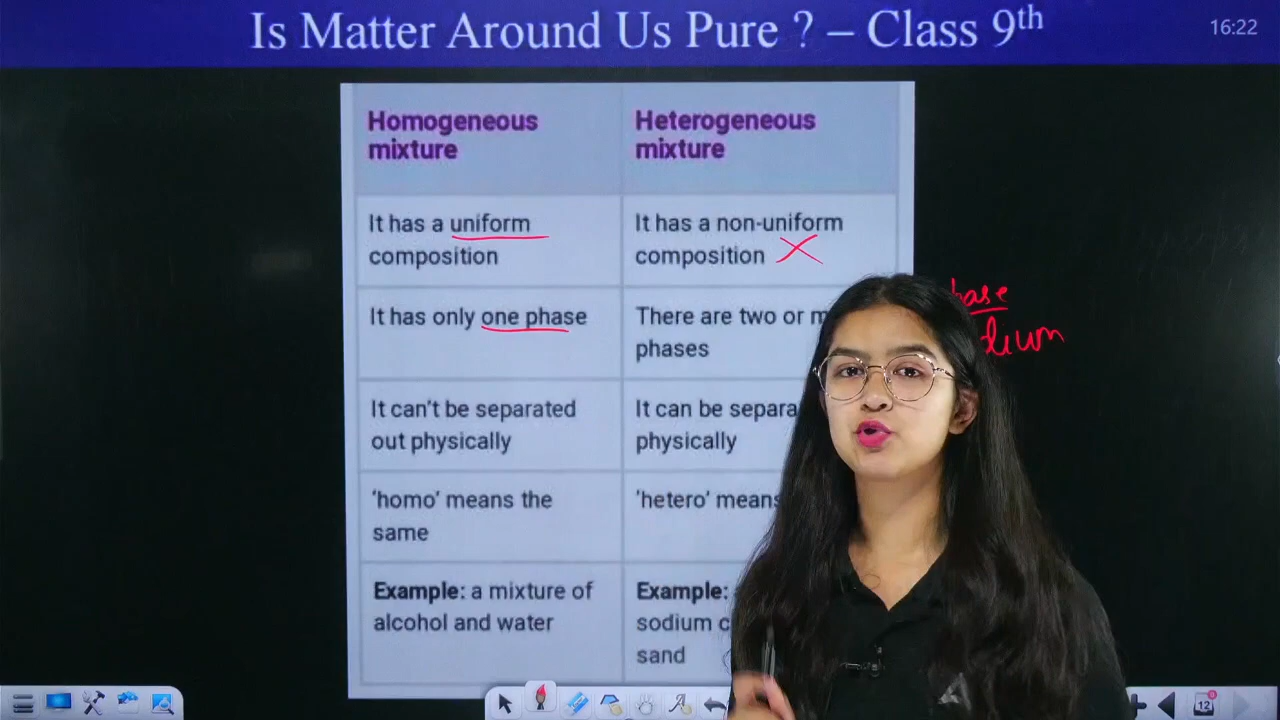 Is Matter Around Us Pure ? – Class 9th
16:22
Homogeneous
mixture
Heterogeneous
mixture
It has a uniform
composition
It has a non-uniform
composition
It has only one phase
There are two or
phases
It can't be separated
out physically
It can be
physically
'homo' means the
same
'hetero' means
Example: a mixture of
alcohol and water
Example:
sodium
sand
12